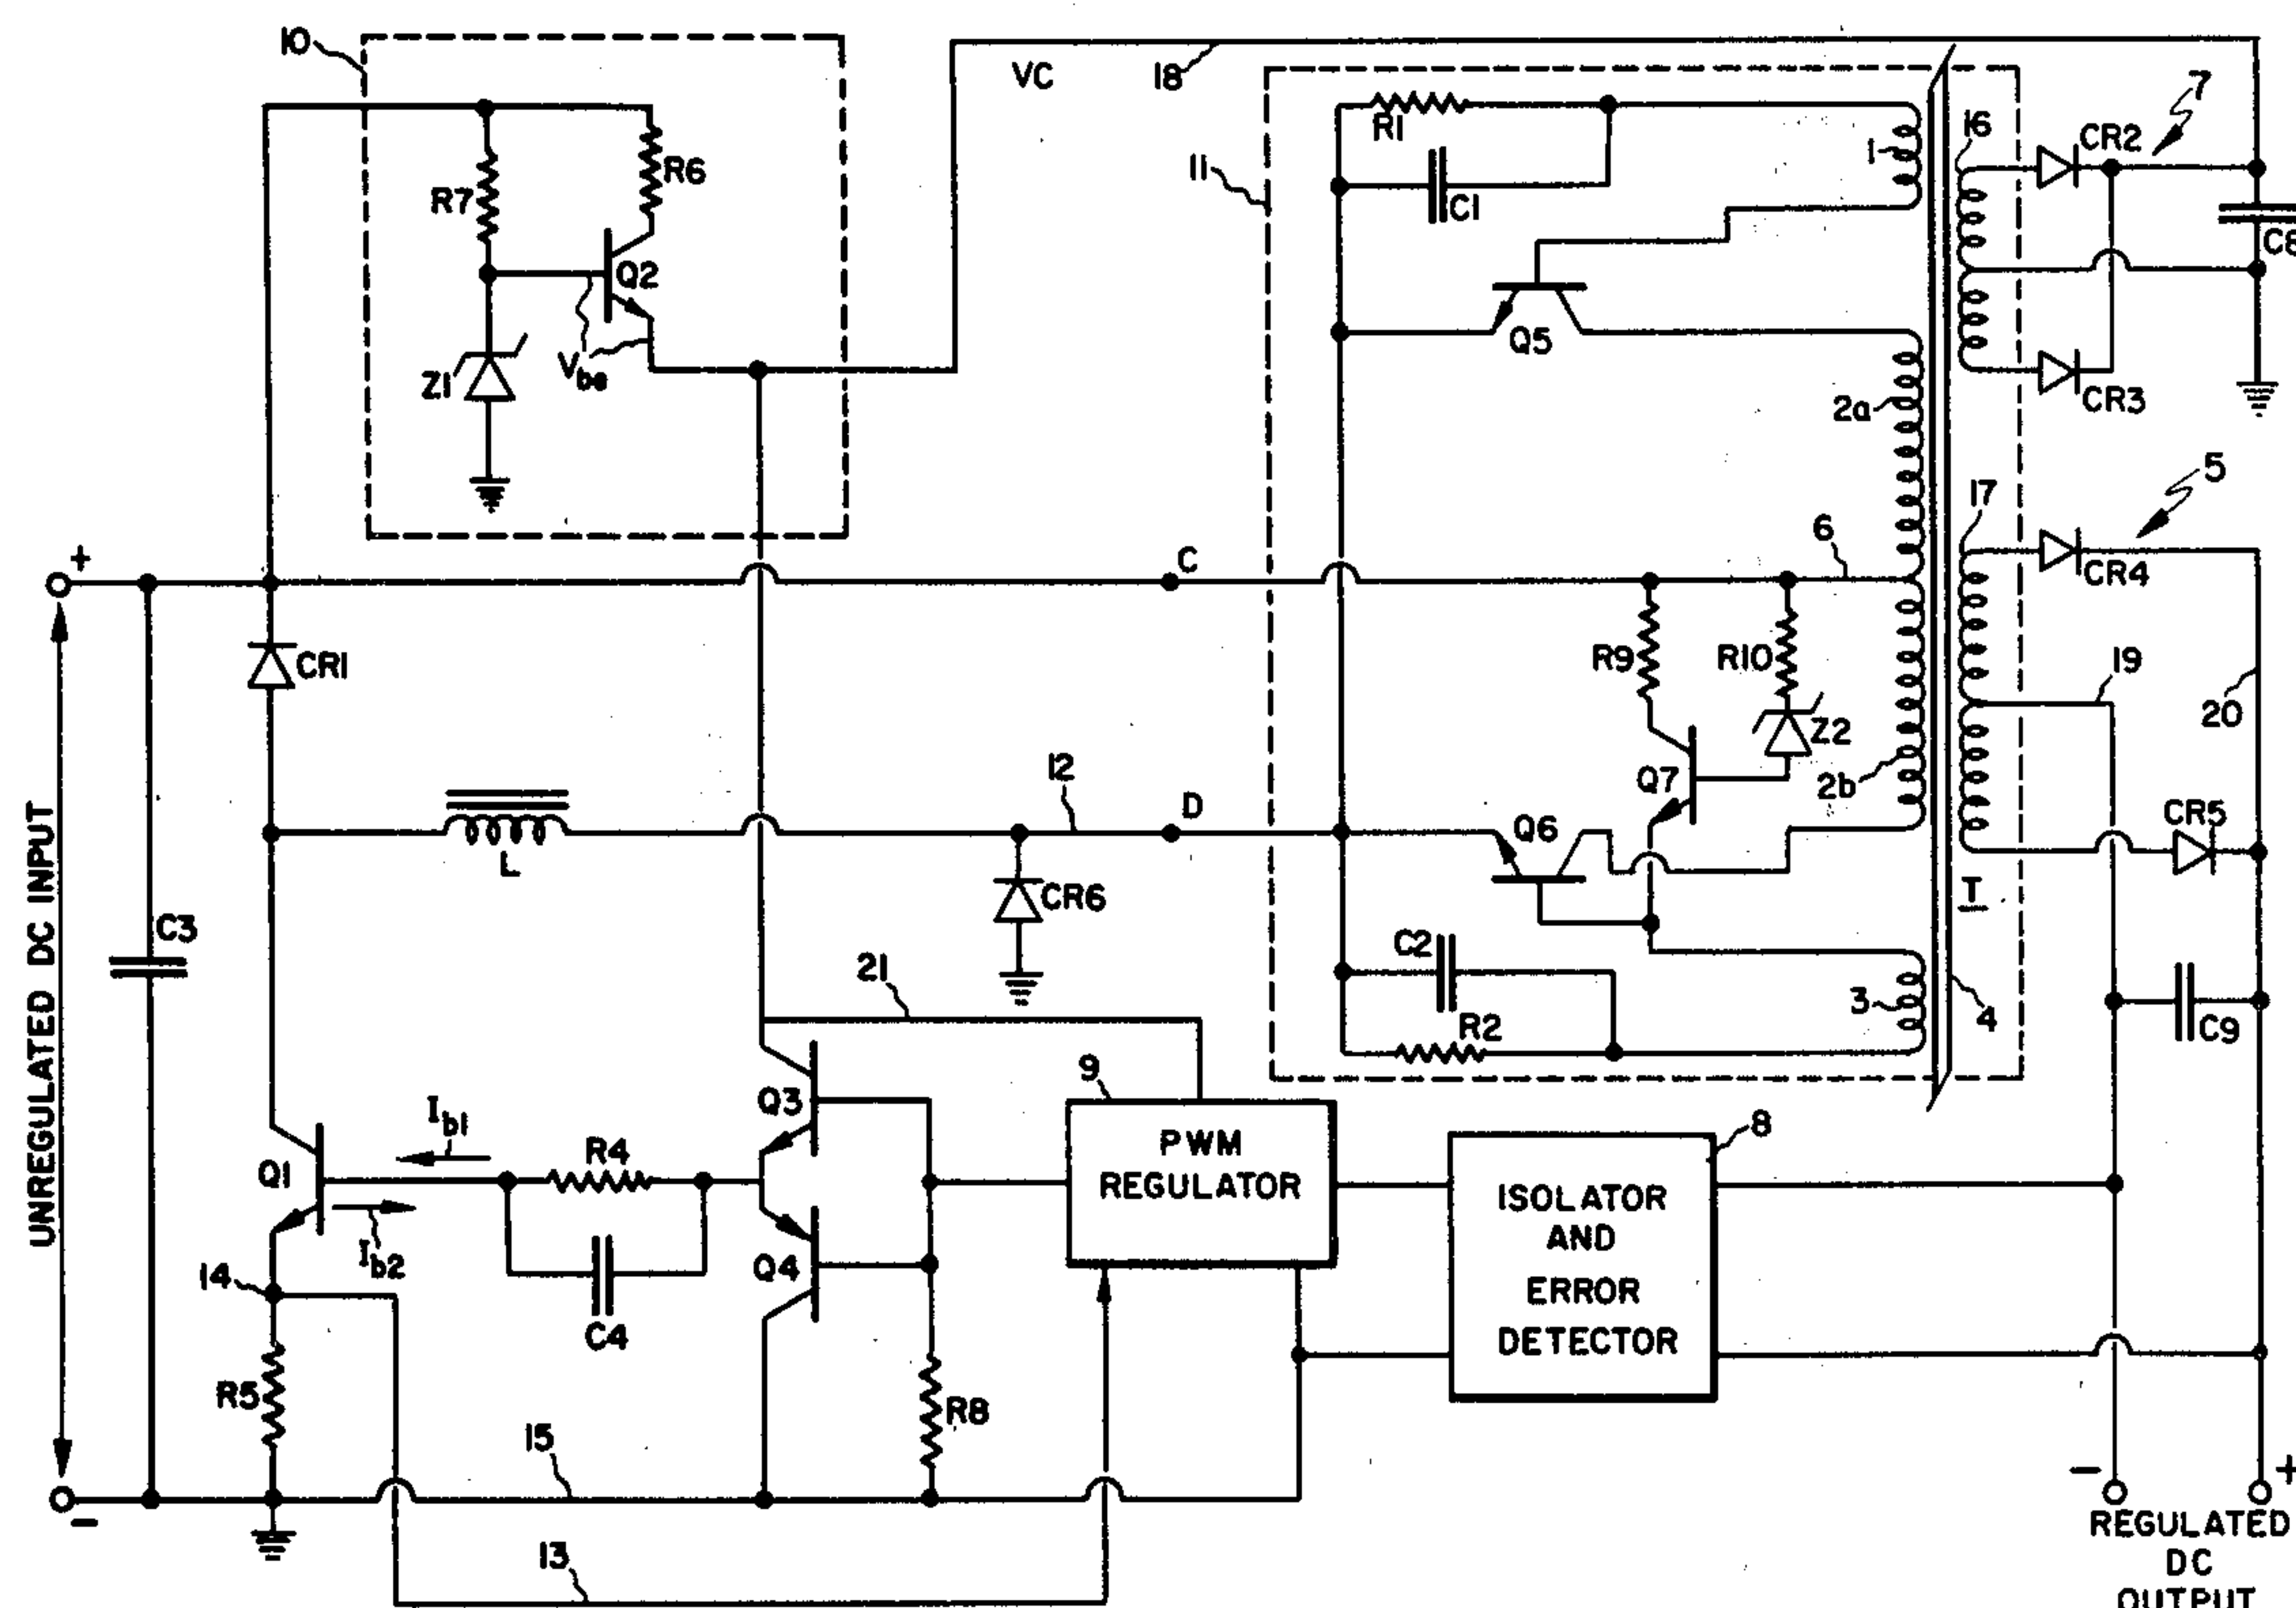 10
VC
18
7
R1
16
CR2
1
11
C1
R7
R6
Q2
C8
Z1
Vbe
Q5
2a
CR3
5
17
+
C
6
CR4
CR1
R9
R10
19
Z2
20
Q7
2b
12
D
Q6
CR5
L
CR6
T
C3
C2
21
3
4
R2
C9
UNREGULATED DC INPUT
9
Q3
8
Ib1
PWM
REGULATOR
R4
Q1
ISOLATOR
AND
ERROR
DETECTOR
Ib2
Q4
14
C4
R5
R8
15
-
- +
REGULATED
DC
OUTPUT
13